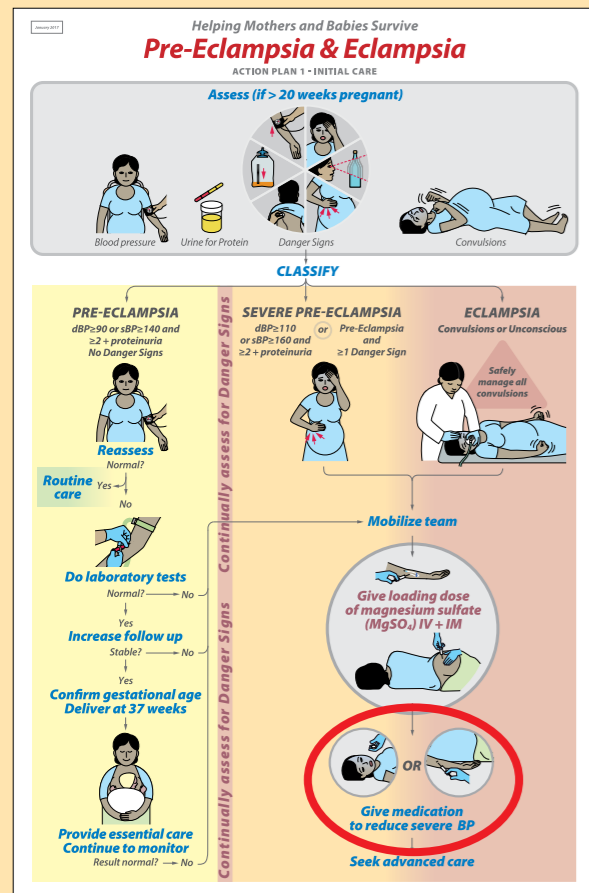 January 2017
Helping Mothers and Babies Survive
Pre-Eclampsia & Eclampsia
ACTION PLAN 1 - INITIAL CARE
Assess (if > 20 weeks pregnant)
Blood pressure
Urine for Protein
Danger Signs
Convulsions
CLASSIFY
PRE-ECLAMPSIA
dBP≥90 or sBP≥140 and
≥2 + proteinuria
No Danger Signs
Reassess
Normal?
Routine
care
Yes
No
Do laboratory tests
Normal?
No
Yes
Increase follow up
Stable?
No
Yes
Confirm gestational age
Deliver at 37 weeks
Provide essential care
Continue to monitor
Result normal?
No
Continually assess for Danger Signs
Continually assess for Danger Signs
SEVERE PRE-ECLAMPSIA
dBP≥110
or sBP≥160 and
≥2 + proteinuria
or
Pre-Eclampsia
and
≥1 Danger Sign
ECLAMPSIA
Convulsions or Unconscious
Safely
manage all
convulsions
Mobilize team
Give loading dose
of magnesium sulfate
(MgSO₄) IV + IM
OR
Give medication
to reduce severe BP
Seek advanced care